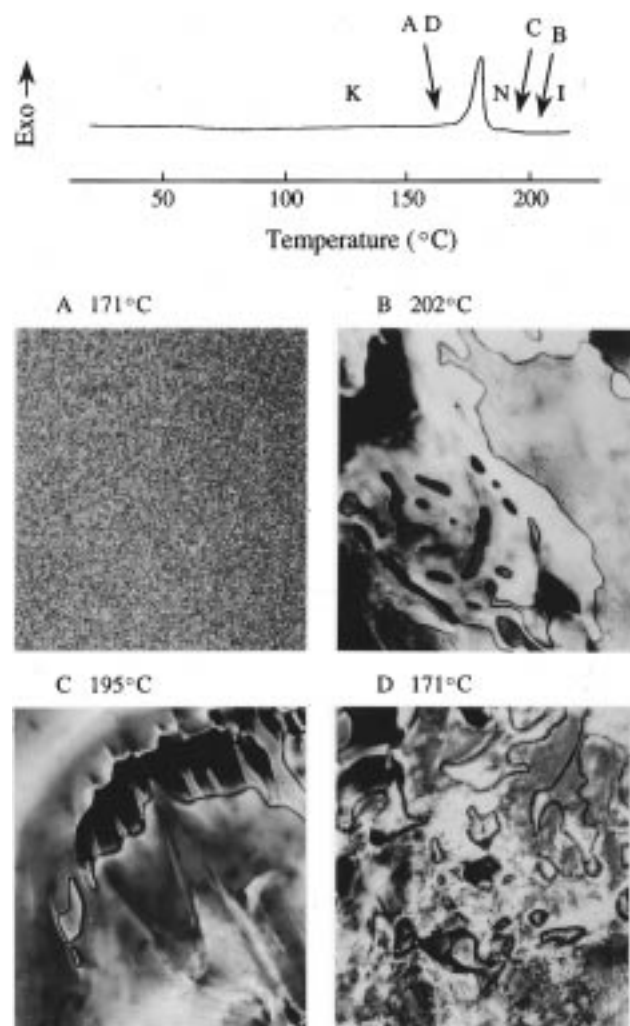 A D
C
B
K
N
I
Exo →
50
100
150
200
Temperature (°C)
A 171°C
B 202°C
C 195°C
D 171°C